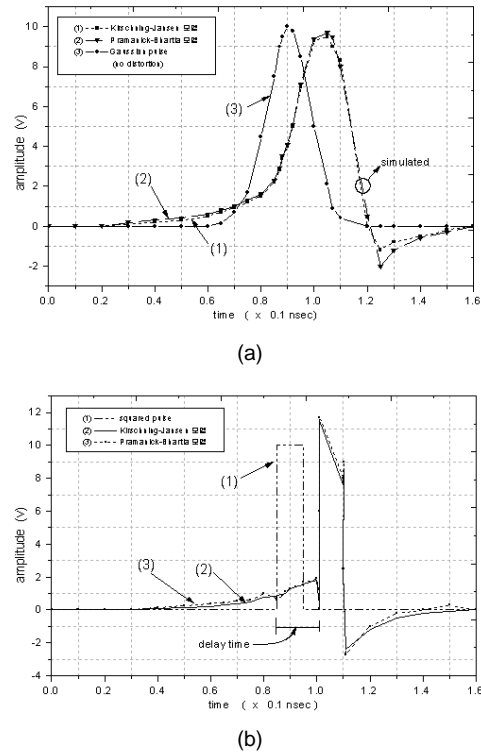 (1) Kirschning-Jansen 모델
(2) Pramanick-Bhartia 모델
(3) Gaussian pulse
(no distortion)
10
8
6
4
2
0
-2
amplitude (v)
(3)
(2)
(1)
simulated
0.0 0.2 0.4 0.6 0.8 1.0 1.2 1.4 1.6
time ( x 0.1 nsec)
(a)
(1) squared pulse
(2) Kirschning-Jansen 모델
(3) Pramanick-Bhartia 모델
12
10
8
6
4
2
0
-2
-4
amplitude (v)
(1)
(3)
(2)
delay time
0.0 0.2 0.4 0.6 0.8 1.0 1.2 1.4 1.6
time ( x 0.1 nsec)
(b)